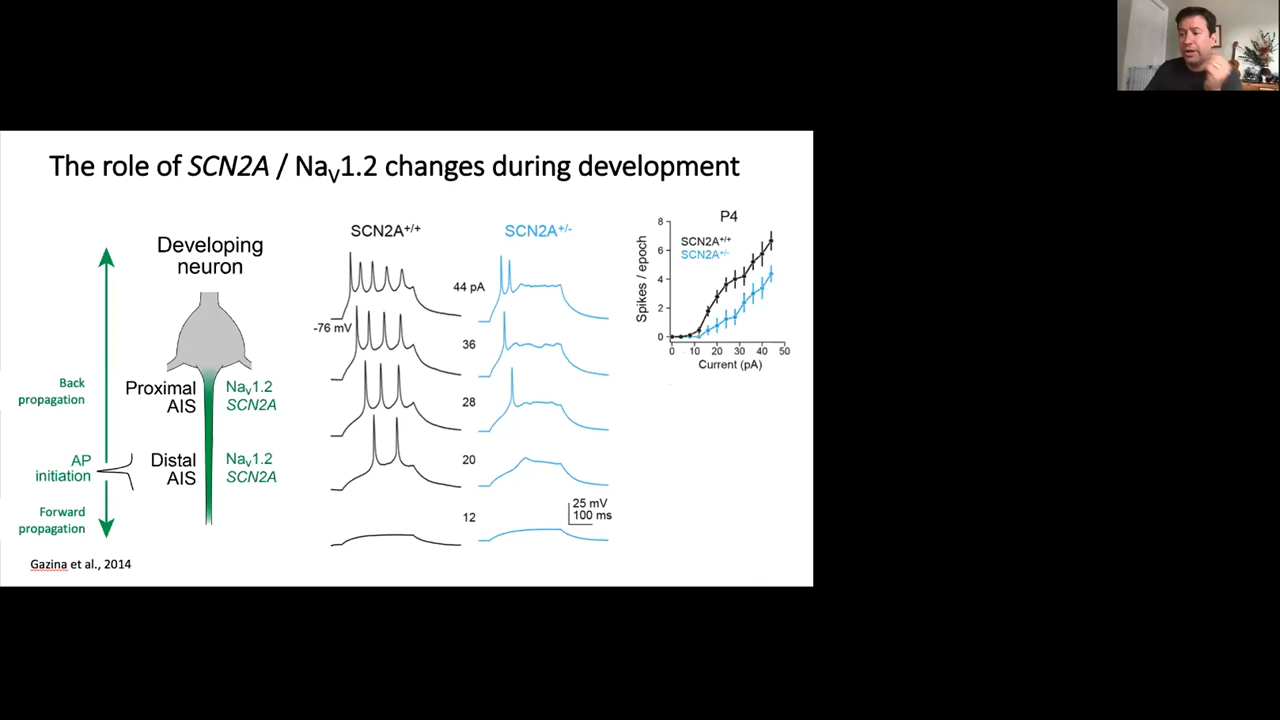 The role of SCN2A / NaV1.2 changes during development
Developing
neuron
Back
propagation
Proximal
AIS
NaV1.2
SCN2A
AP
initiation
Distal
AIS
NaV1.2
SCN2A
Forward
propagation
Gazina et al., 2014
SCN2A+/+
SCN2A+/-
44 pA
-76 mV
36
28
20
12
25 mV
100 ms
P4
SCN2A+/+
SCN2A+/-
Spikes / epoch
8
6
4
2
0
0 10 20 30 40 50
Current (pA)